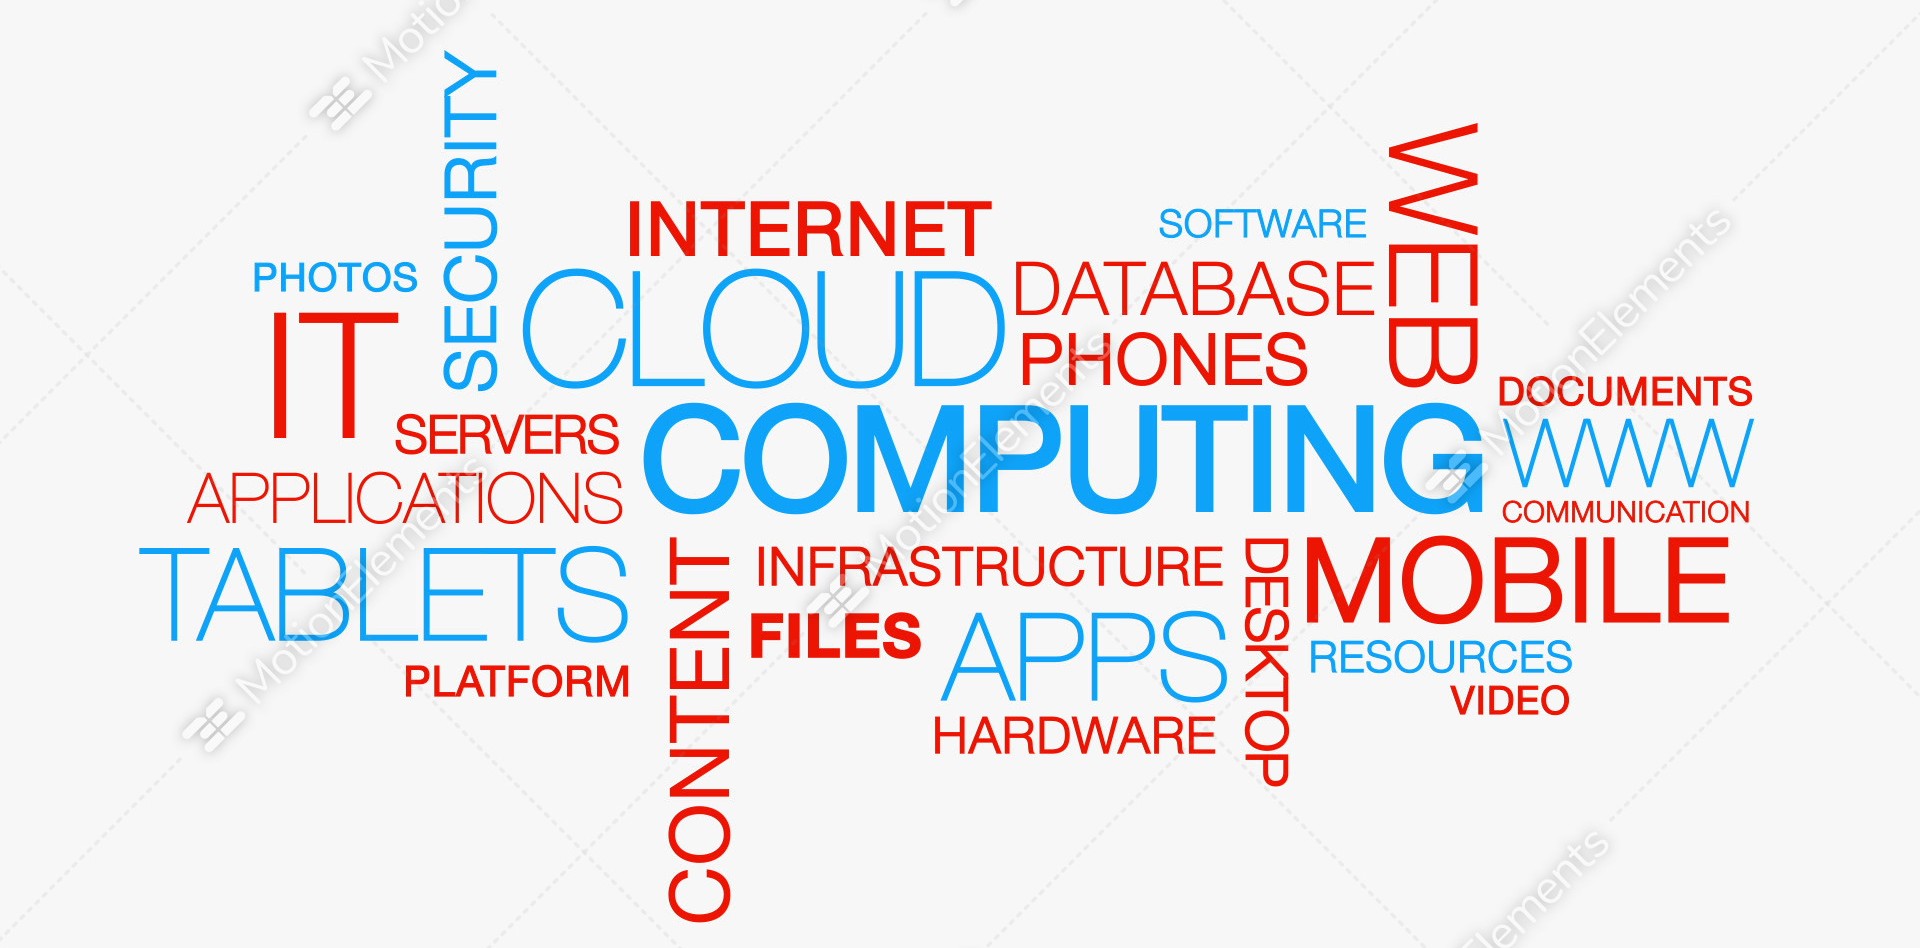 SECURITY
WEB
INTERNET
SOFTWARE
PHOTOS
CLOUD
DATABASE
IT
PHONES
DOCUMENTS
SERVERS
COMPUTING
WWW
APPLICATIONS
COMMUNICATION
TABLETS
CONTENT
INFRASTRUCTURE
DESKTOP
MOBILE
FILES
APPS
RESOURCES
PLATFORM
VIDEO
HARDWARE
MotionElements
MotionElements
MotionElements